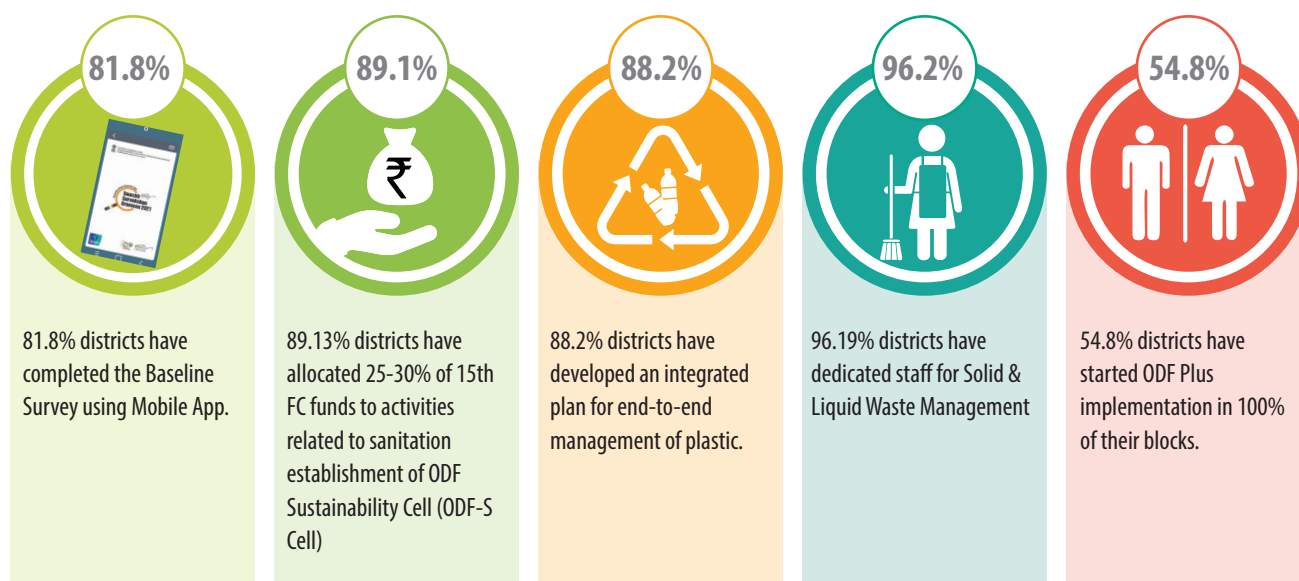 81.8%
89.1%
88.2%
96.2%
54.8%
₹
Swachh
Survekshan
Grameen 2021
81.8% districts have
completed the Baseline
Survey using Mobile App.
89.13% districts have
allocated 25-30% of 15th
FC funds to activities
related to sanitation
establishment of ODF
Sustainability Cell (ODF-S
Cell)
88.2% districts have
developed an integrated
plan for end-to-end
management of plastic.
96.19% districts have
dedicated staff for Solid &
Liquid Waste Management
54.8% districts have
started ODF Plus
implementation in 100%
of their blocks.